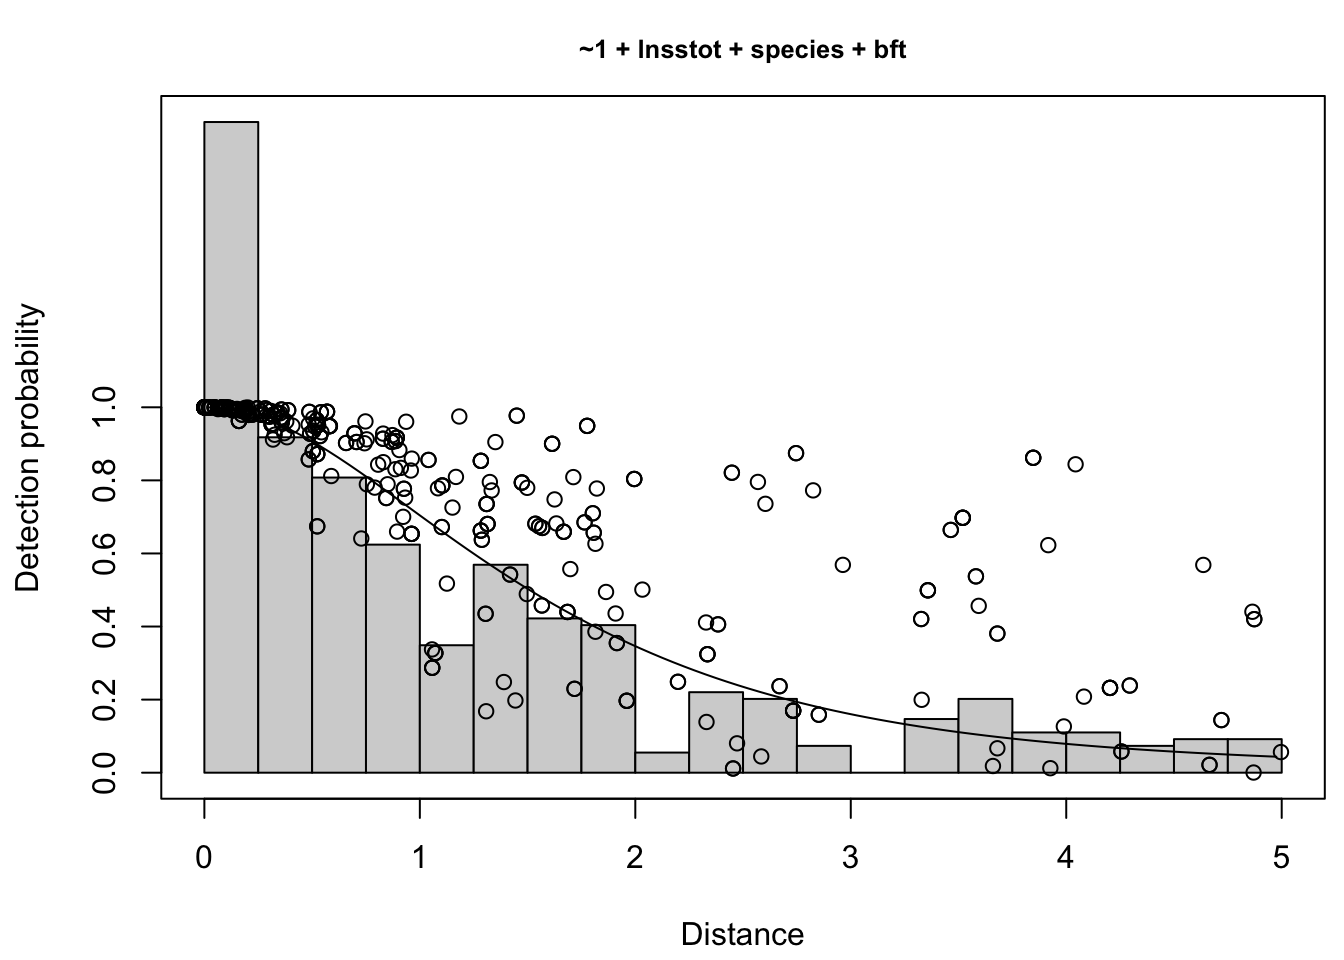 ~1 + lnsstot + species + bft
Detection probability
1.0
0.8
0.6
0.4
0.2
0.0
0 1 2 3 4 5
Distance